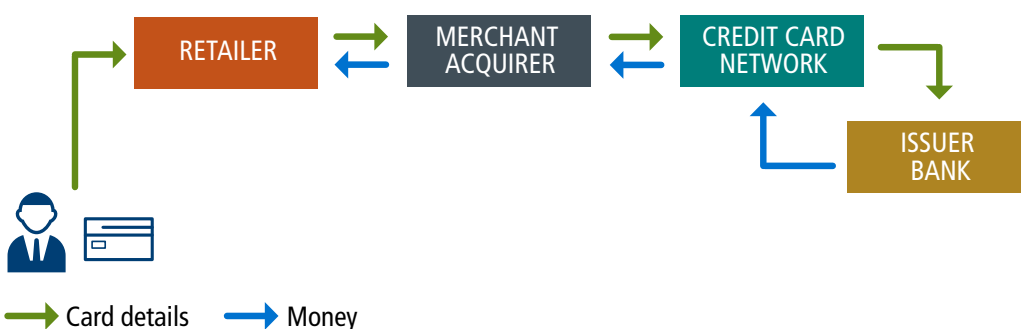 RETAILER
MERCHANT
ACQUIRER
CREDIT CARD
NETWORK
ISSUER
BANK
Card details
Money